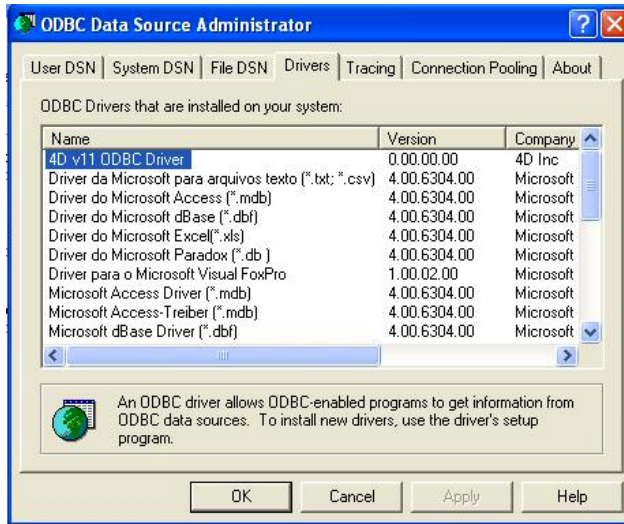 ODBC Data Source Administrator
User DSN System DSN File DSN Drivers Tracing Connection Pooling About
ODBC Drivers that are installed on your system:
Name Version Company
4D v11 ODBC Driver 0.00.00.00 4D Inc
Driver da Microsoft para arquivos texto (*.txt; *.csv) 4.00.6304.00 Microsoft
Driver do Microsoft Access (*.mdb) 4.00.6304.00 Microsoft
Driver do Microsoft dBase (*.dbf) 4.00.6304.00 Microsoft
Driver do Microsoft Excel(*.xls) 4.00.6304.00 Microsoft
Driver do Microsoft Paradox (*.db ) 4.00.6304.00 Microsoft
Driver para o Microsoft Visual FoxPro 1.00.02.00 Microsoft
Microsoft Access Driver (*.mdb) 4.00.6304.00 Microsoft
Microsoft Access-Treiber (*.mdb) 4.00.6304.00 Microsoft
Microsoft dBase Driver (*.dbf) 4.00.6304.00 Microsoft
An ODBC driver allows ODBC-enabled programs to get information from
ODBC data sources. To install new drivers, use the driver's setup
program.
OK Cancel Apply Help